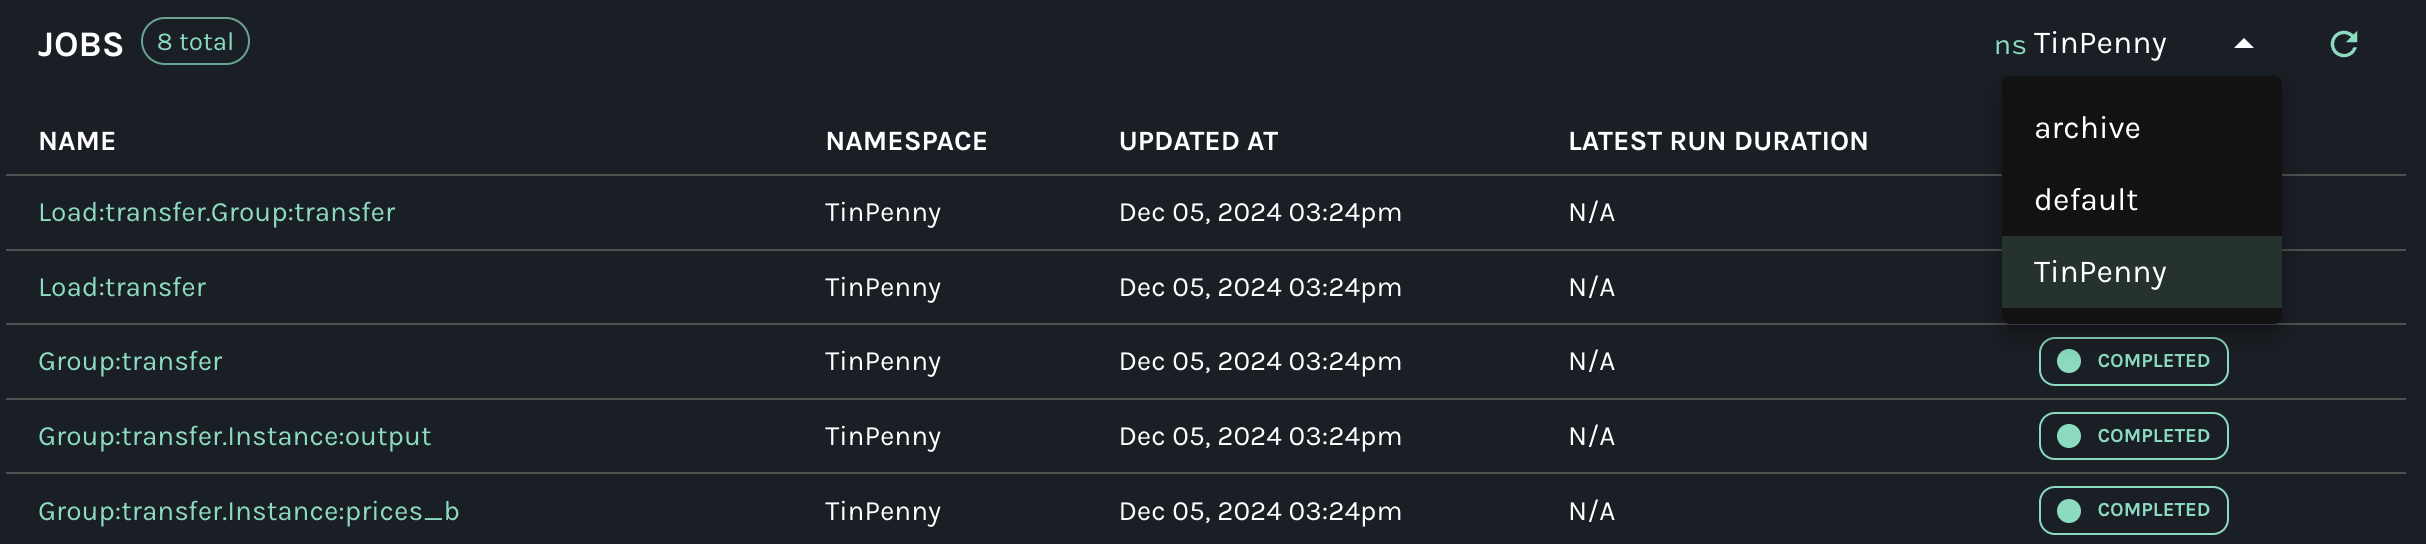 JOBS 8 total ns TinPenny
NAME NAMESPACE UPDATED AT LATEST RUN DURATION
archive
default
TinPenny
Load:transfer.Group:transfer TinPenny Dec 05, 2024 03:24pm N/A
Load:transfer TinPenny Dec 05, 2024 03:24pm N/A
Group:transfer TinPenny Dec 05, 2024 03:24pm N/A COMPLETED
Group:transfer.Instance:output TinPenny Dec 05, 2024 03:24pm N/A COMPLETED
Group:transfer.Instance:prices_b TinPenny Dec 05, 2024 03:24pm N/A COMPLETED